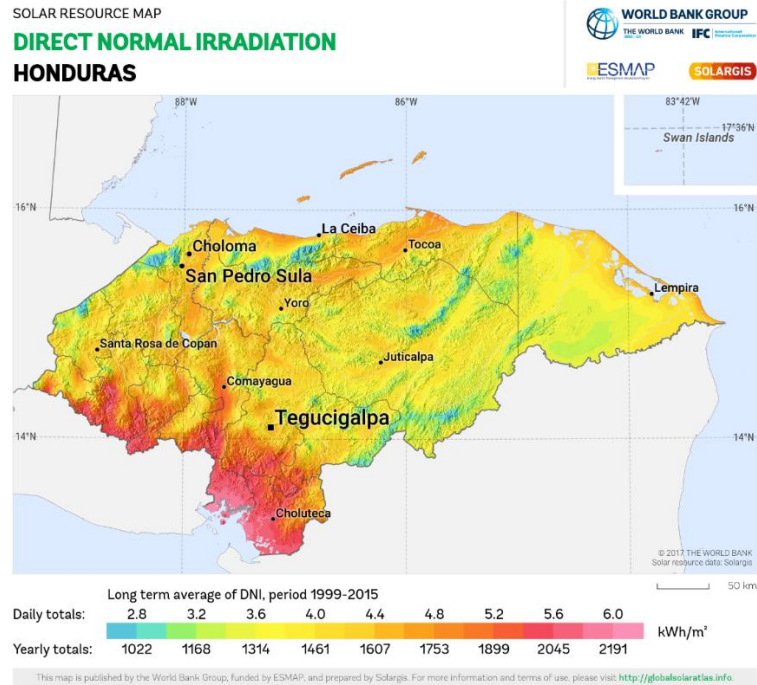 SOLAR RESOURCE MAP
DIRECT NORMAL IRRADIATION
HONDURAS
WORLD BANK GROUP
THE WORLD BANK
IFC International Finance Corporation
ESMAP
SOLARGIS
88°W
86°W
83°42'W
17°36'N
Swan Islands
16°N
16°N
La Ceiba
Choloma
Tocoa
San Pedro Sula
Lempira
Yoro
Santa Rosa de Copan
Juticalpa
Comayagua
Tegucigalpa
14°N
14°N
Choluteca
© 2017 THE WORLD BANK
Solar resource data: Solargis
50 km
Long term average of DNI, period 1999-2015
Daily totals: 2.8 3.2 3.6 4.0 4.4 4.8 5.2 5.6 6.0
kWh/m²
Yearly totals: 1022 1168 1314 1461 1607 1753 1899 2045 2191
This map is published by the World Bank Group, funded by ESMAP, and prepared by Solargis. For more information and terms of use, please visit http://globalsolaratlas.info.